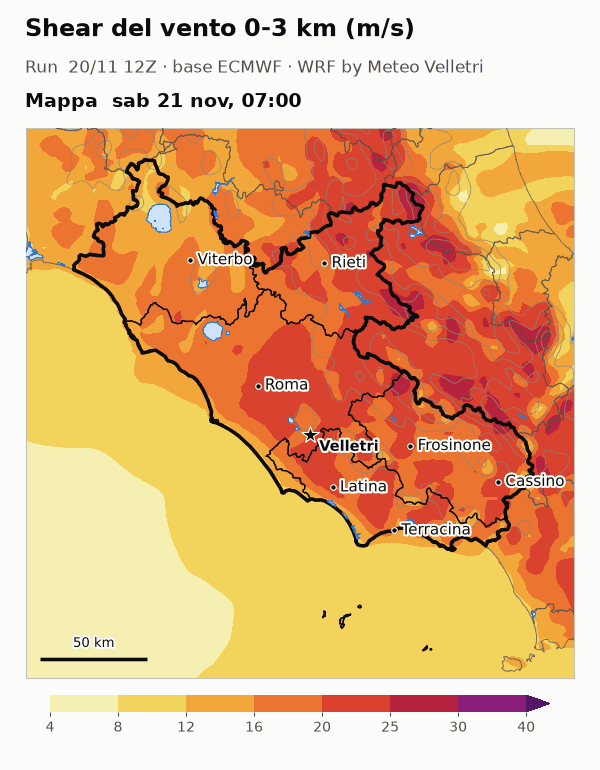 Shear del vento 0-3 km (m/s)
Run  20/11 12Z · base ECMWF · WRF by Meteo Velletri
Mappa  sab 21 nov, 07:00
Viterbo
Rieti
Roma
Velletri
Frosinone
Latina
Cassino
Terracina
50 km
4 8 12 16 20 25 30 40